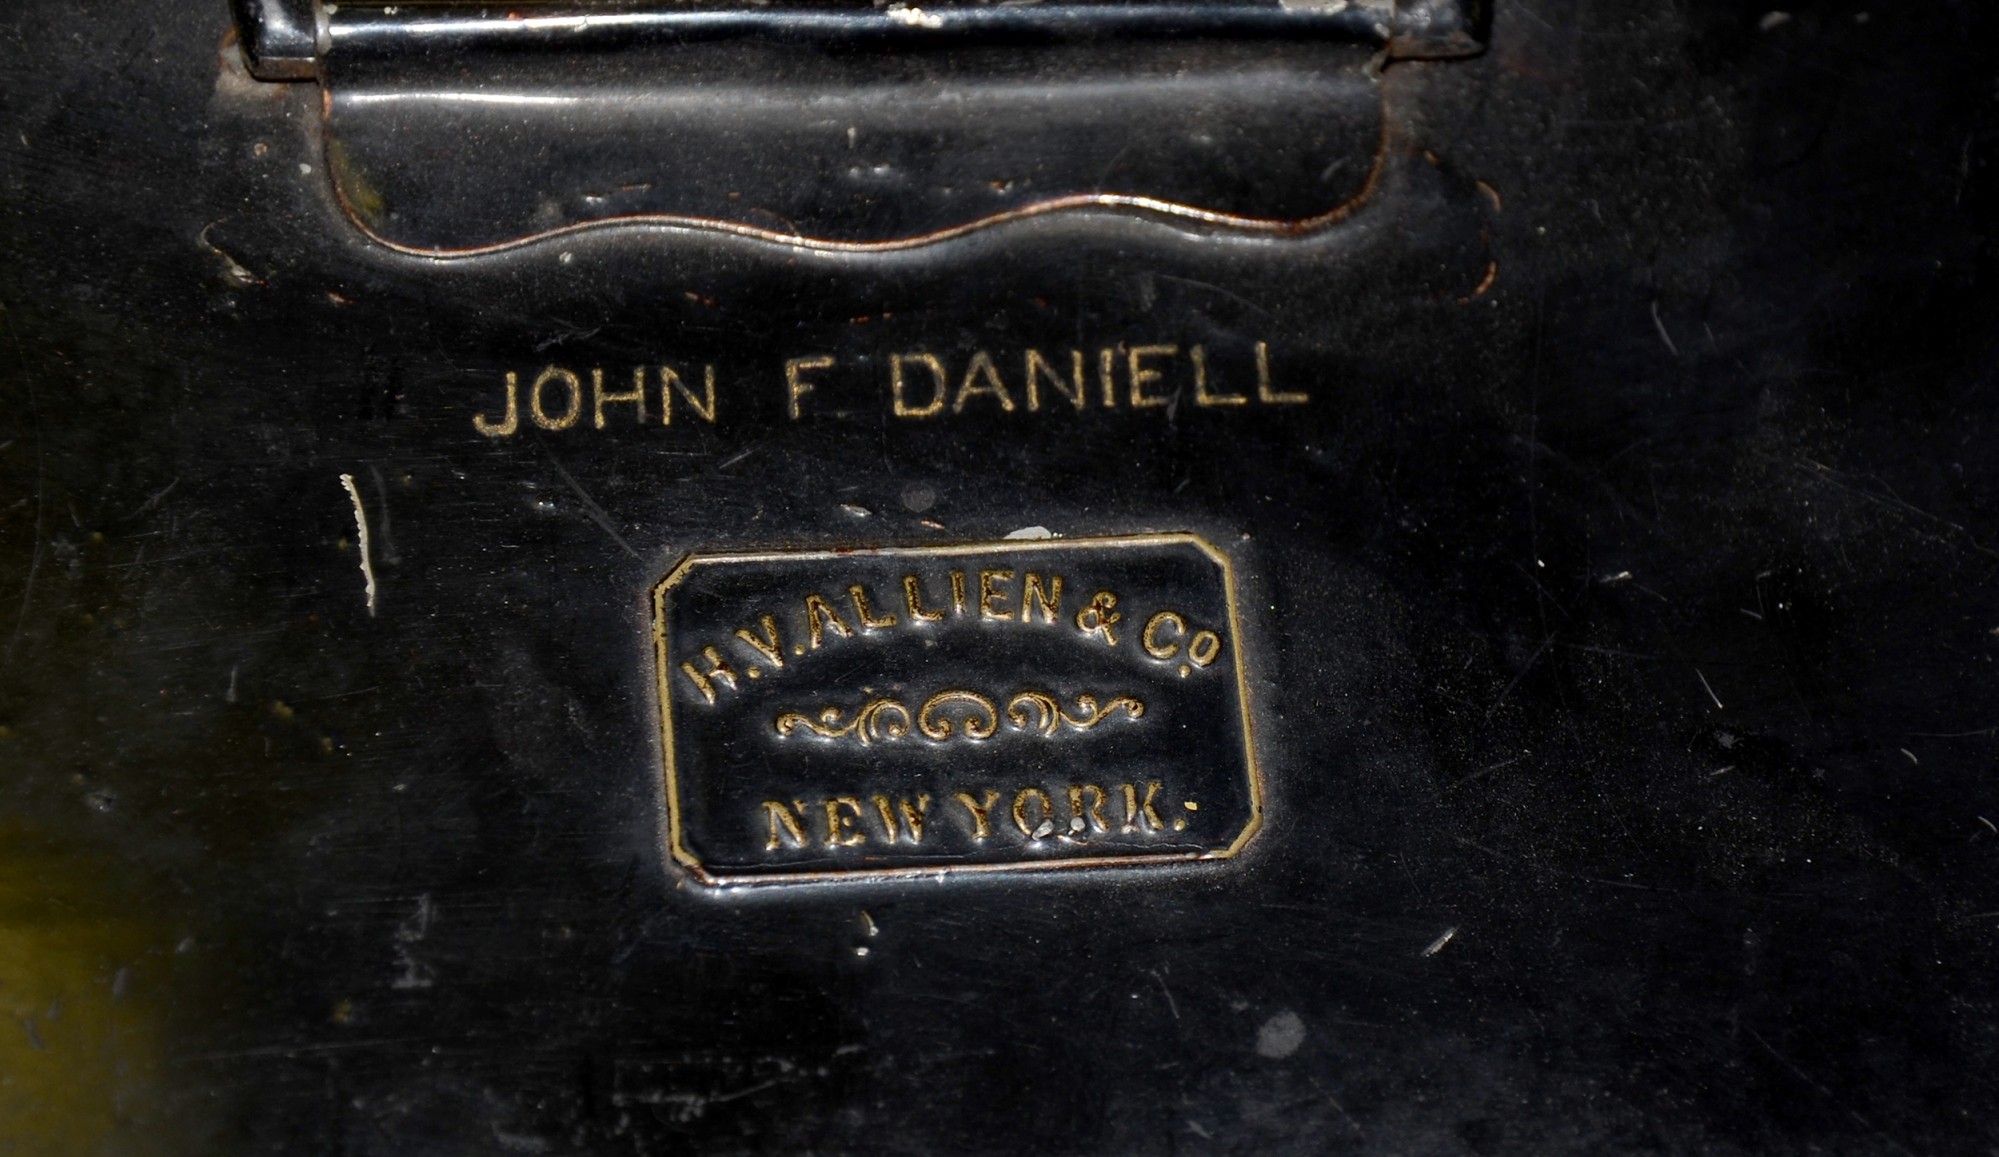 JOHN F DANIELL
H.V. ALLIEN & Co.
NEW YORK.